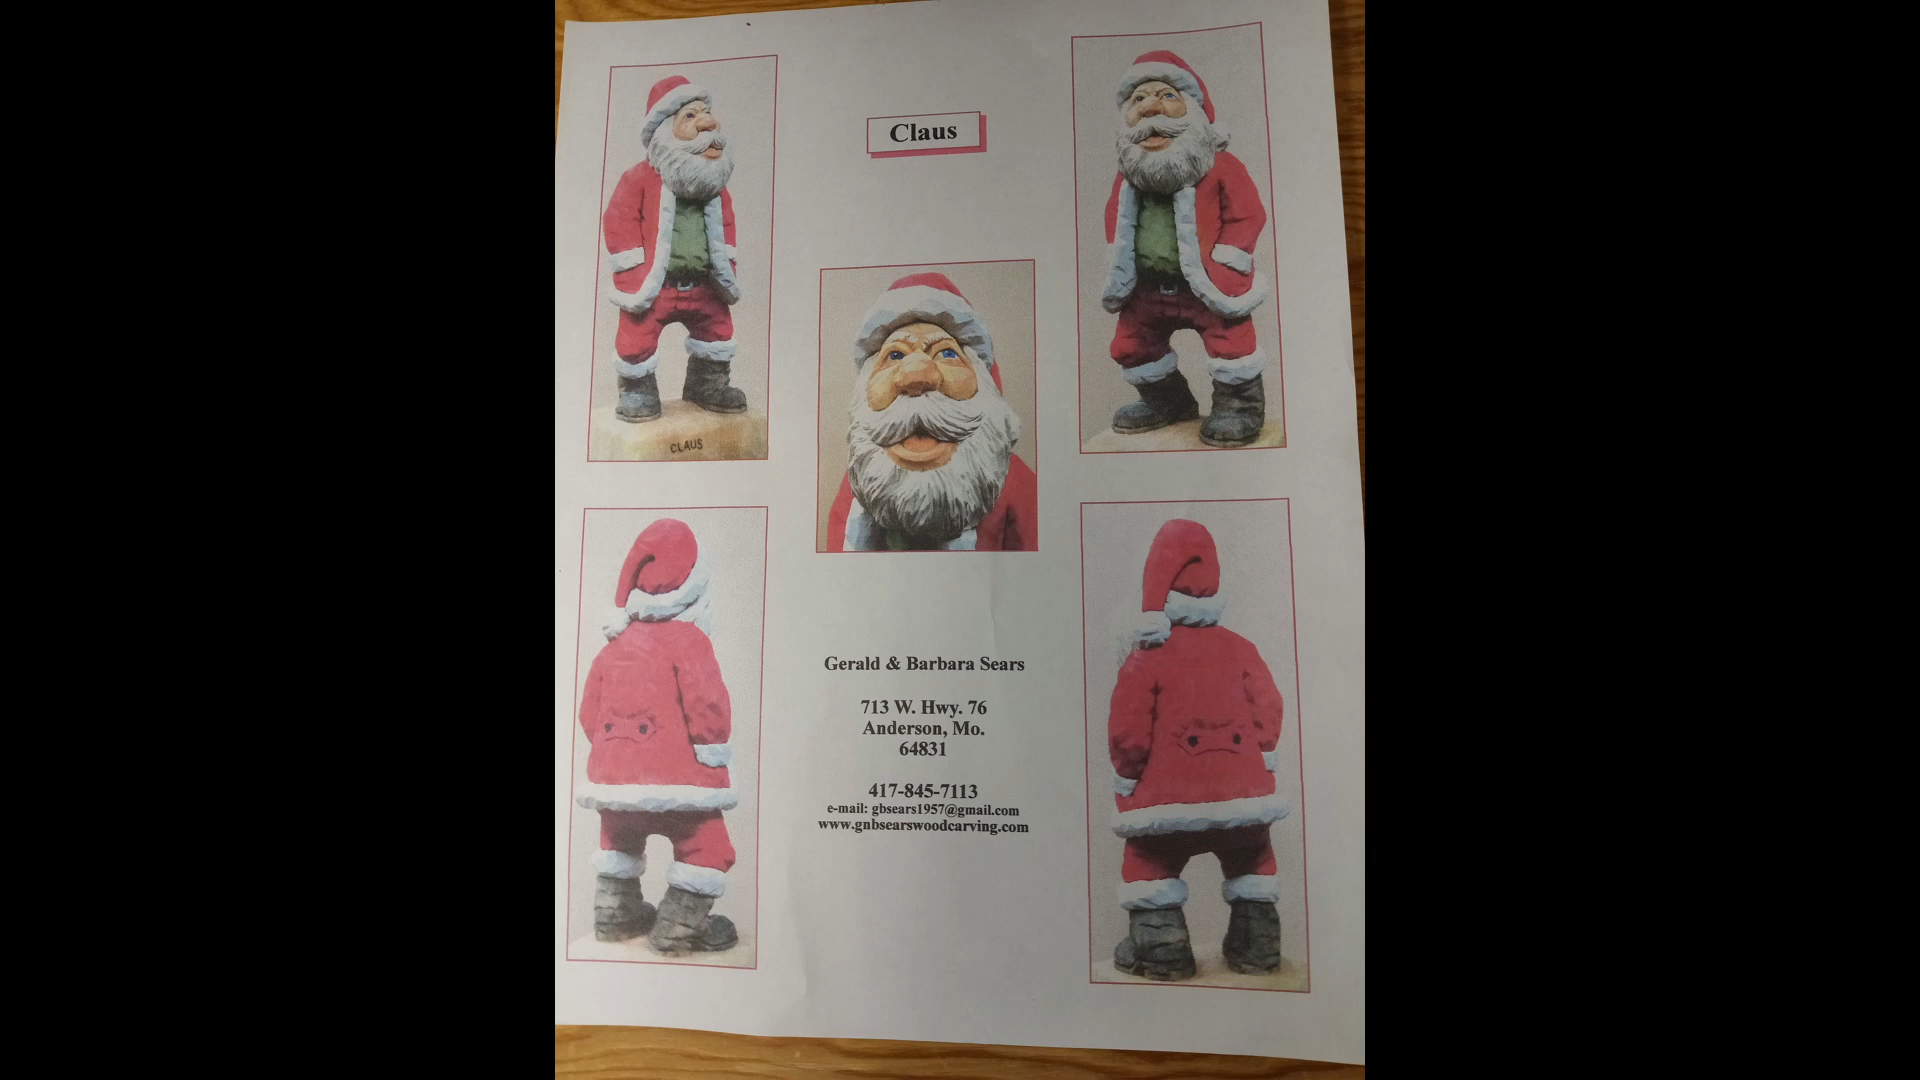 Claus
CLAUS
Gerald & Barbara Sears
713 W. Hwy. 76
Anderson, Mo.
64831
417-845-7113
e-mail: gbsears1957@gmail.com
www.gnbsearswoodcarving.com